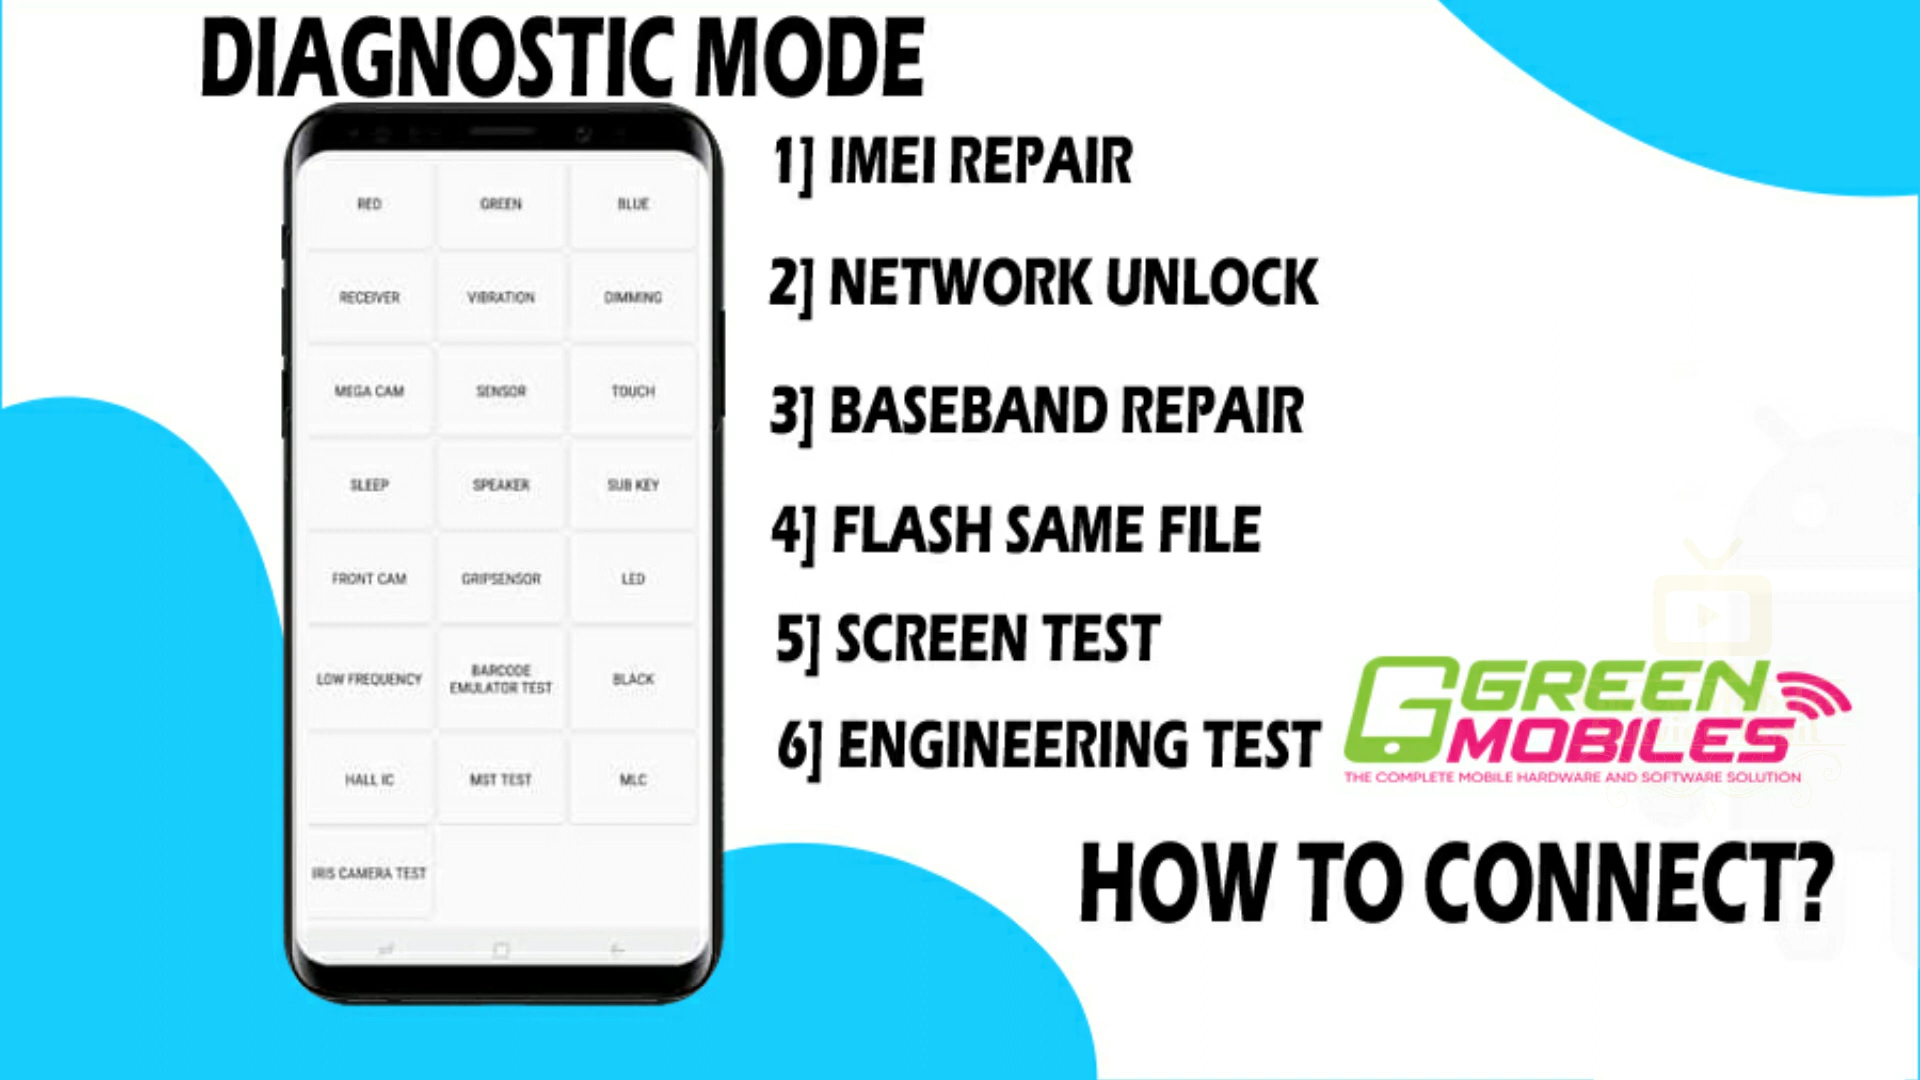 DIAGNOSTIC MODE
RED GREEN BLUE
RECEIVER VIBRATION DIMMING
MEGA CAM SENSOR TOUCH
SLEEP SPEAKER SUB KEY
FRONT CAM GRIPSENSOR LED
LOW FREQUENCY BARCODE EMULATOR TEST BLACK
HALL IC MST TEST MLC
IRIS CAMERA TEST
1] IMEI REPAIR
2] NETWORK UNLOCK
3] BASEBAND REPAIR
4] FLASH SAME FILE
5] SCREEN TEST
6] ENGINEERING TEST
GREEN
MOBILES
THE COMPLETE MOBILE HARDWARE AND SOFTWARE SOLUTION
HOW TO CONNECT?